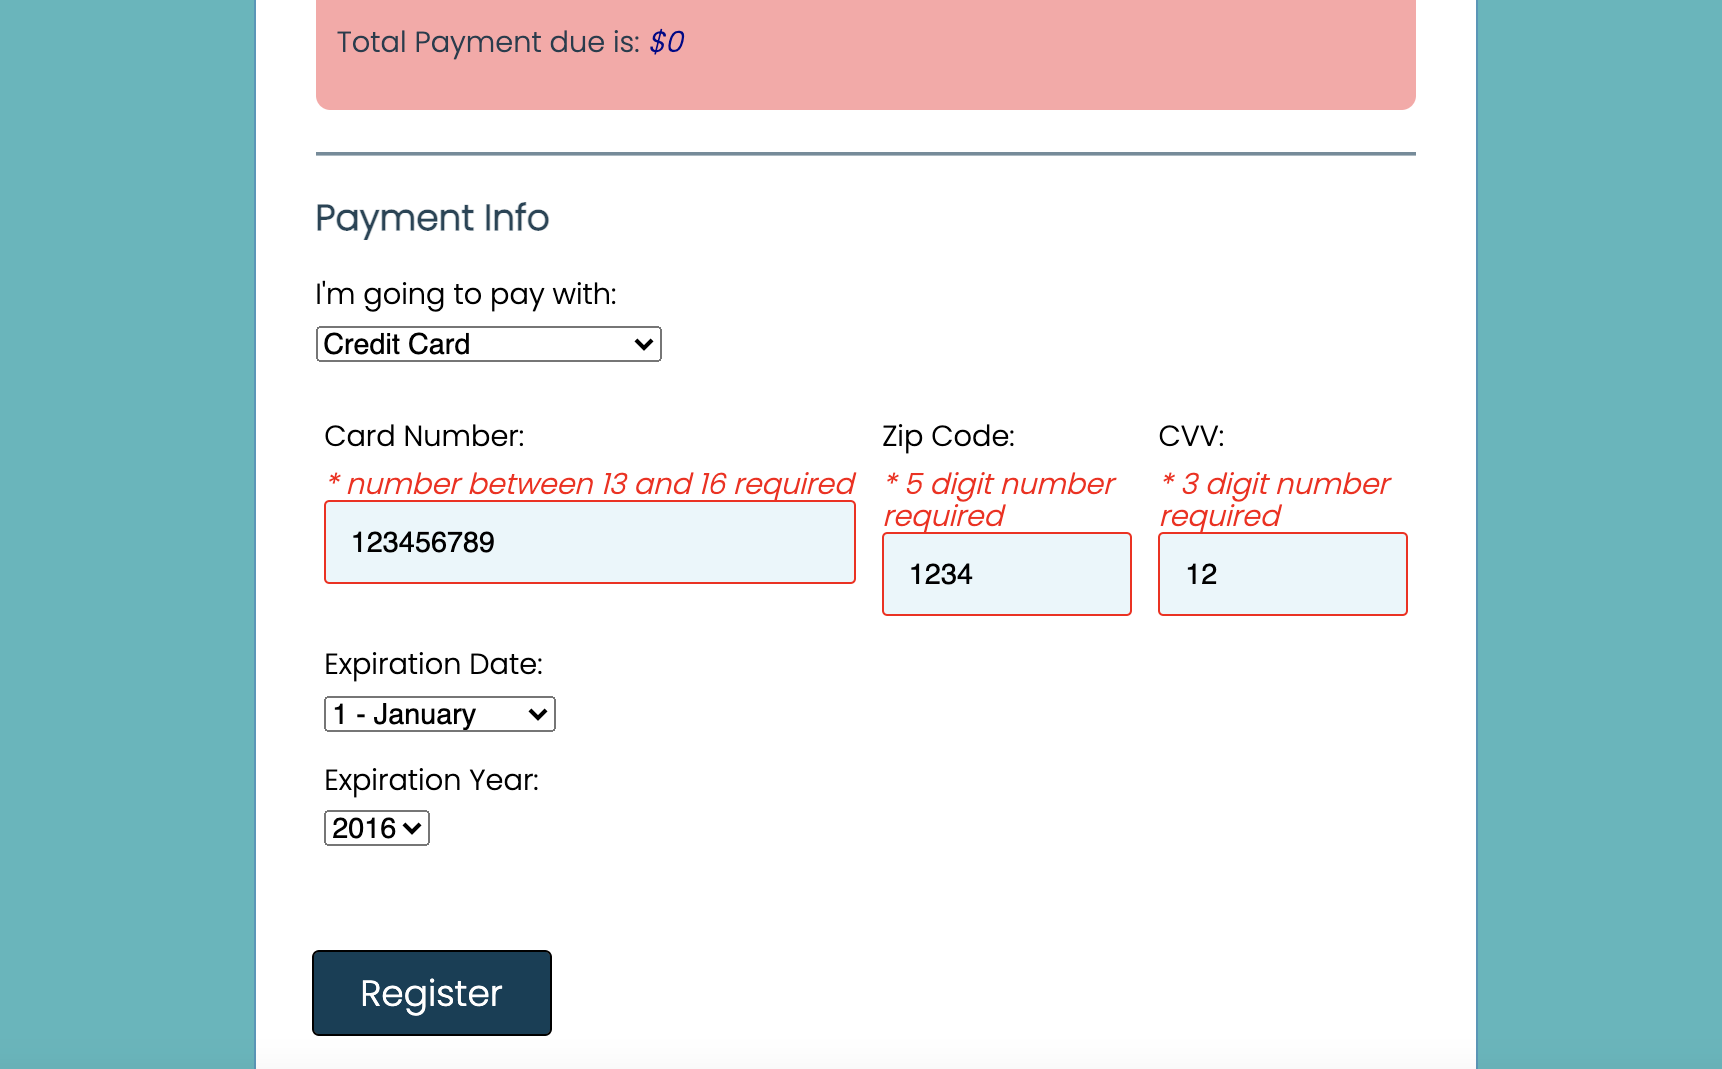 Total Payment due is: $0
Payment Info
I'm going to pay with:
Credit Card
Card Number:
* number between 13 and 16 required
123456789
Zip Code:
* 5 digit number
required
1234
CVV:
* 3 digit number
required
12
Expiration Date:
1 - January
Expiration Year:
2016
Register